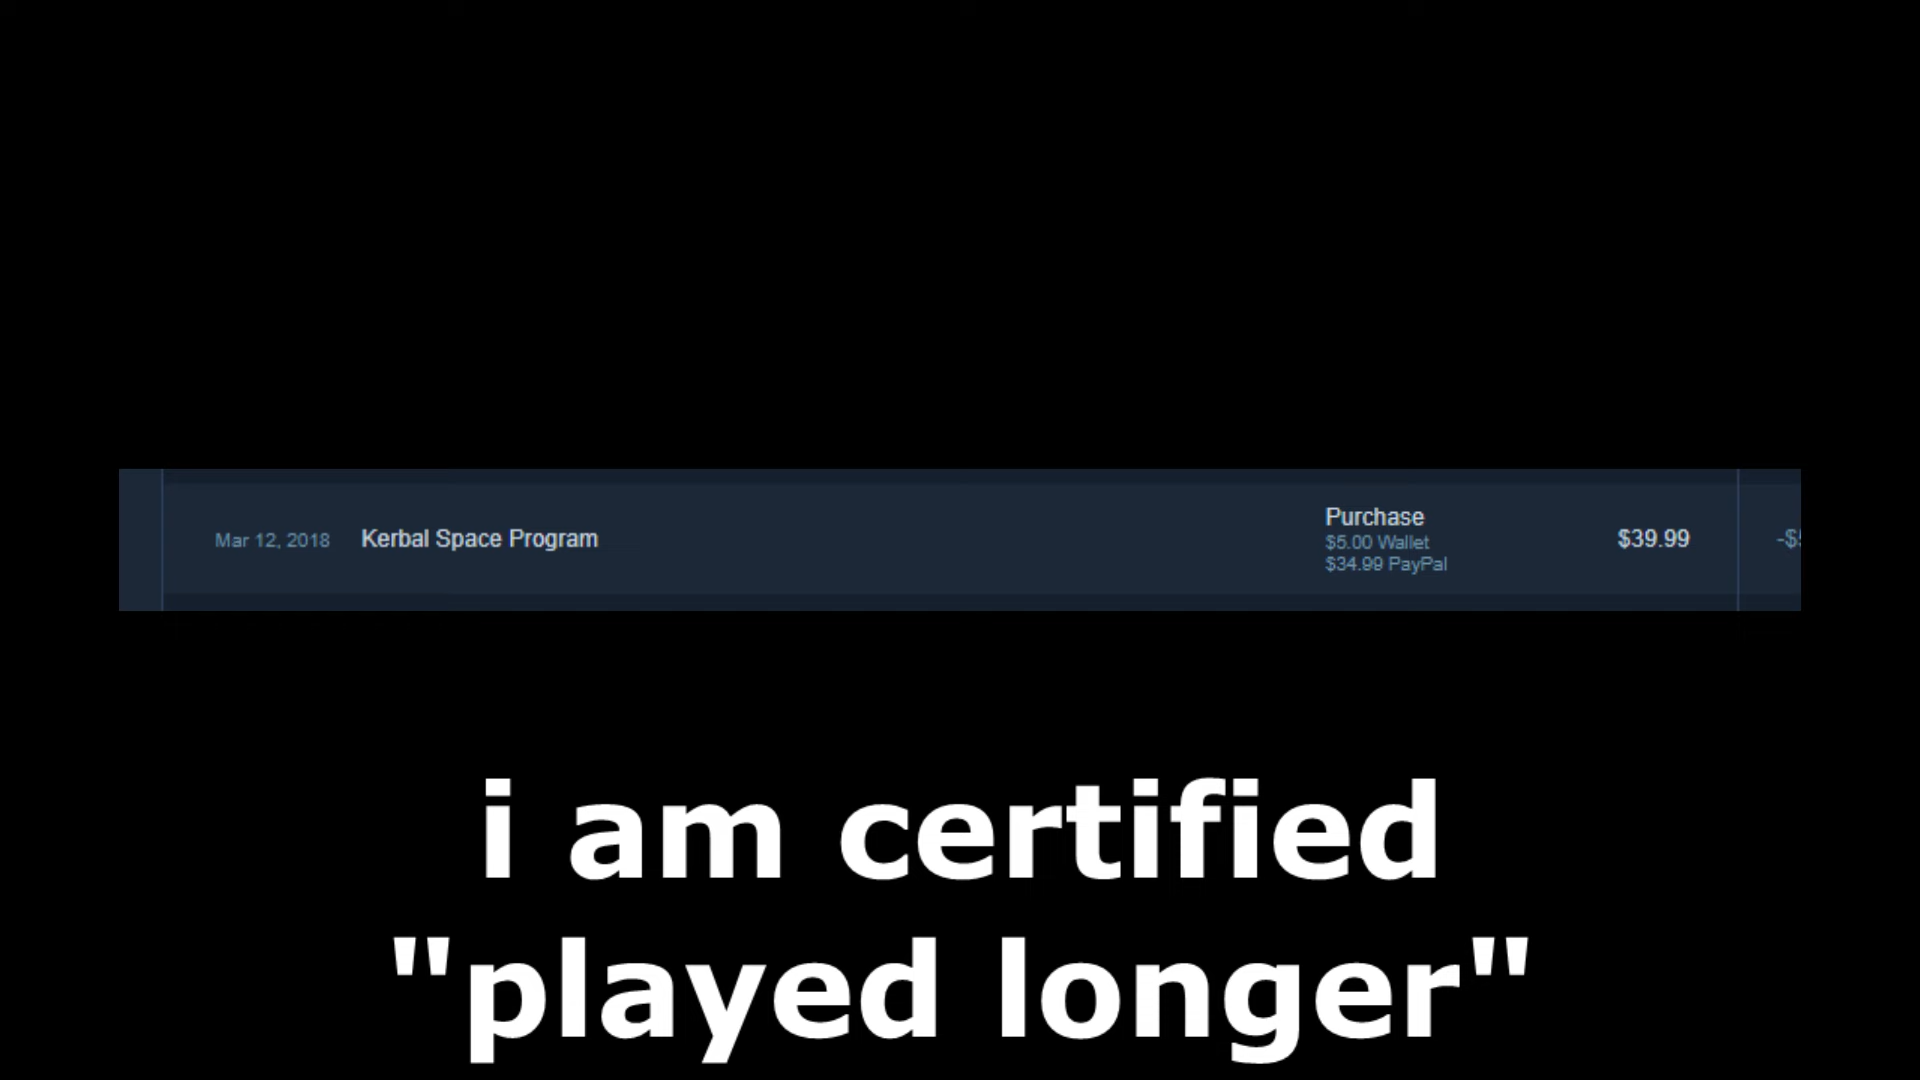 Mar 12, 2018 Kerbal Space Program
Purchase
$5.00 Wallet
$34.99 PayPal
$39.99
i am certified
"played longer"